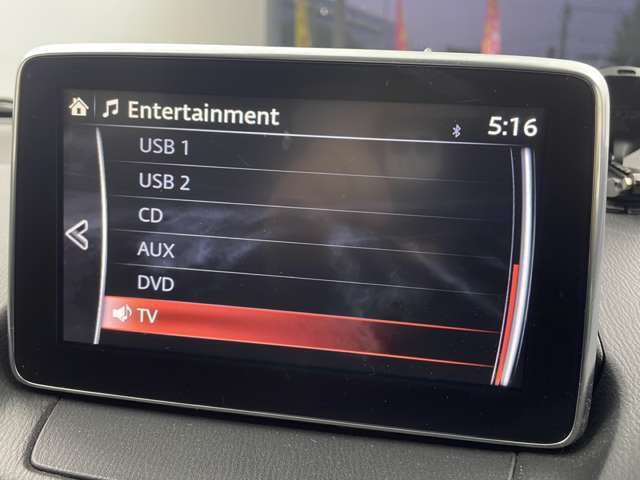 Entertainment
5:16
USB 1
USB 2
CD
AUX
DVD
TV